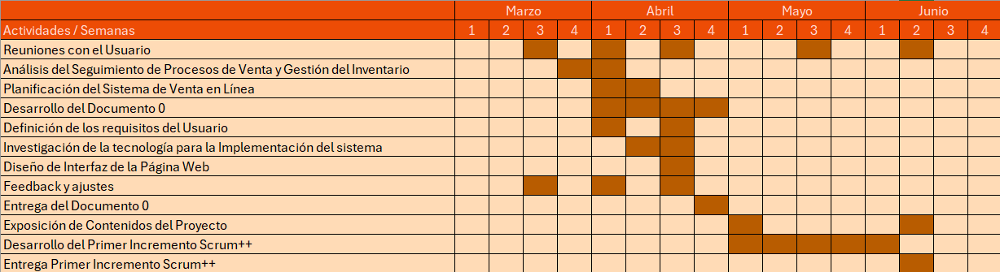 Marzo Abril Mayo Junio
Actividades / Semanas 1 2 3 4 1 2 3 4 1 2 3 4 1 2 3 4
Reuniones con el Usuario
Análisis del Seguimiento de Procesos de Venta y Gestión del Inventario
Planificación del Sistema de Venta en Línea
Desarrollo del Documento 0
Definición de los requisitos del Usuario
Investigación de la tecnología para la Implementación del sistema
Diseño de Interfaz de la Página Web
Feedback y ajustes
Entrega del Documento 0
Exposición de Contenidos del Proyecto
Desarrollo del Primer Incremento Scrum++
Entrega Primer Incremento Scrum++